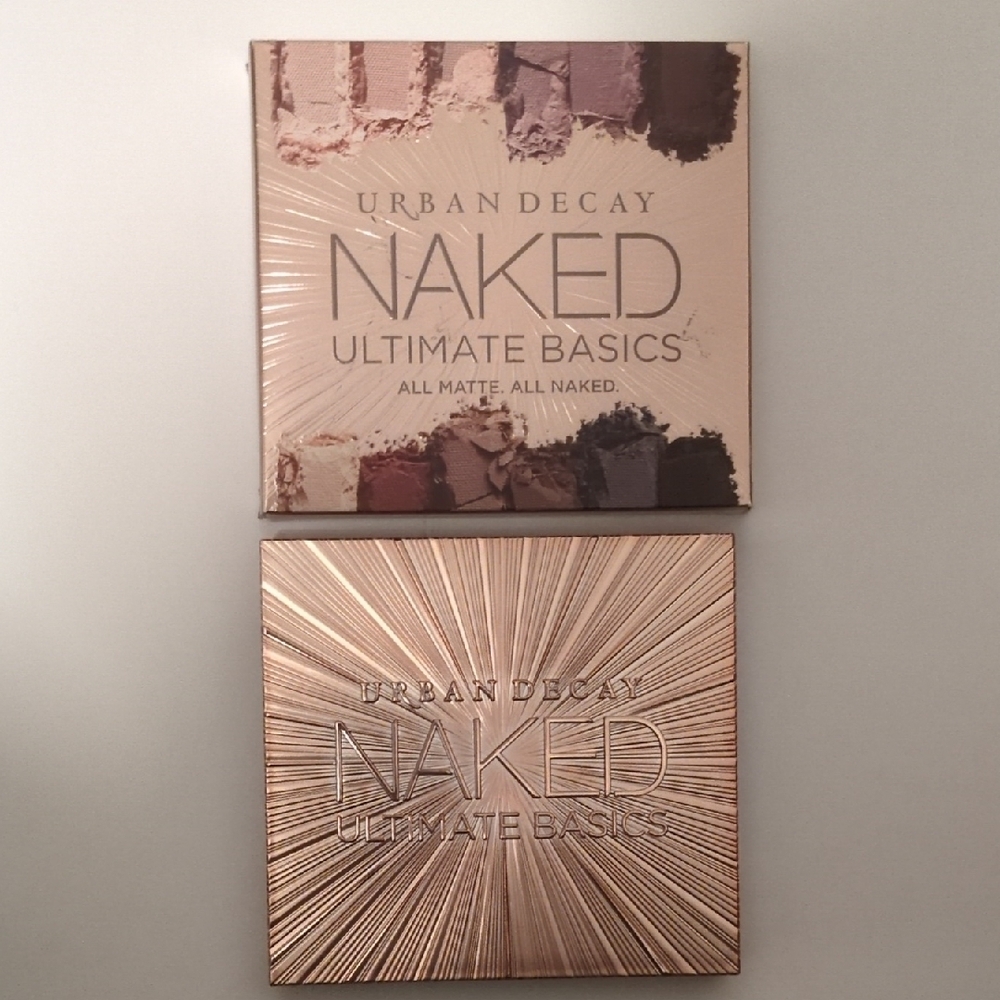 URBAN DECAY
NAKED
ULTIMATE BASICS
ALL MATTE. ALL NAKED.
URBAN DECAY
NAKED
ULTIMATE BASICS